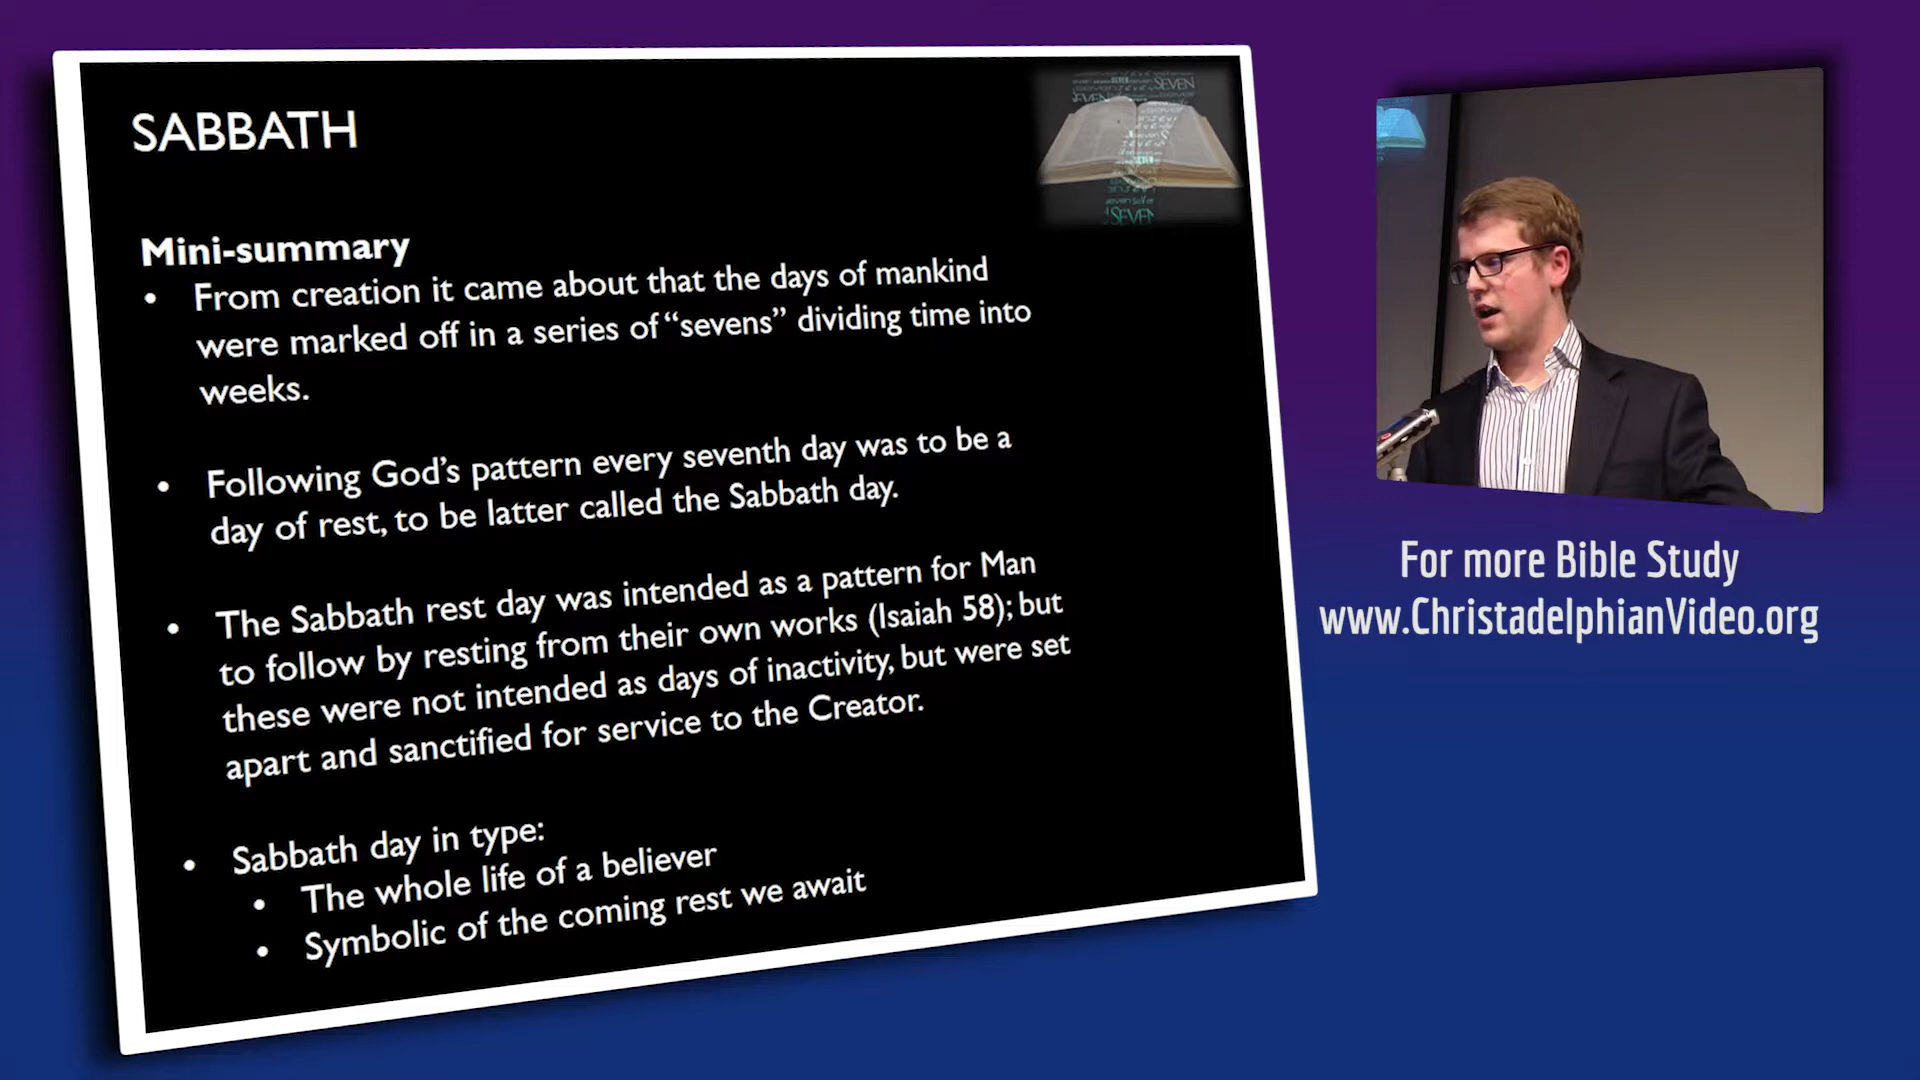 SABBATH
SEVEN
SEVEN
SEVEN
SEVEN
Mini-summary
• From creation it came about that the days of mankind
were marked off in a series of “sevens” dividing time into
weeks.
• Following God’s pattern every seventh day was to be a
day of rest, to be latter called the Sabbath day.
• The Sabbath rest day was intended as a pattern for Man
to follow by resting from their own works (Isaiah 58); but
these were not intended as days of inactivity, but were set
apart and sanctified for service to the Creator.
• Sabbath day in type:
• The whole life of a believer
• Symbolic of the coming rest we await
For more Bible Study
www.ChristadelphianVideo.org